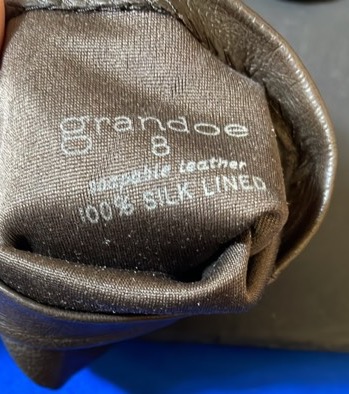 grandoe
8
leather
100% SILK LINED